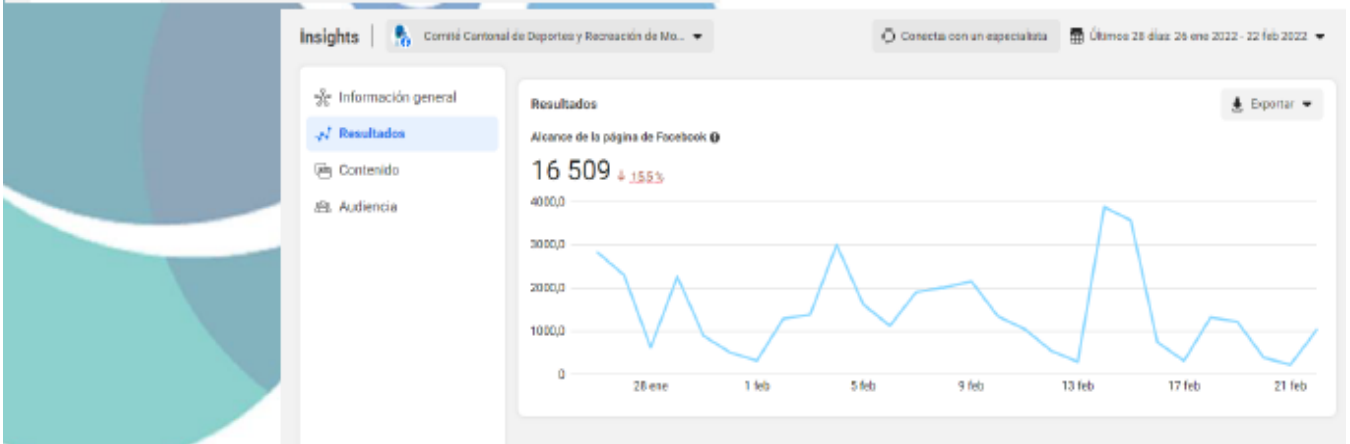 Insights
Comité Cantonal de Deportes y Recreación de Mo...
Conecta con un especialista
Últimos 28 días: 26 ene 2022 - 22 feb 2022
Información general
Resultados
Contenido
Audiencia
Resultados
Exportar
Alcance de la página de Facebook
16 509 ↓ 15.5%
4000,0
3000,0
2000,0
1000,0
0
28 ene 1 feb 5 feb 9 feb 13 feb 17 feb 21 feb